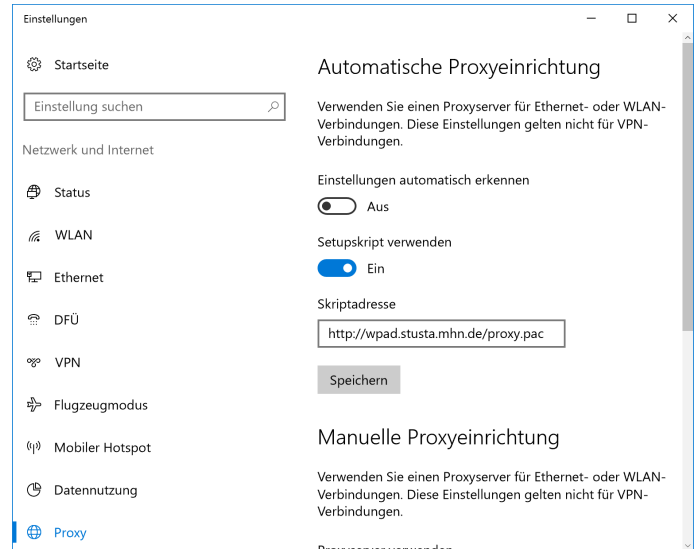 Einstellungen
Startseite
Einstellung suchen
Netzwerk und Internet
Status
WLAN
Ethernet
DFÜ
VPN
Flugzeugmodus
Mobiler Hotspot
Datennutzung
Proxy
Automatische Proxyeinrichtung
Verwenden Sie einen Proxyserver für Ethernet- oder WLAN-
Verbindungen. Diese Einstellungen gelten nicht für VPN-
Verbindungen.
Einstellungen automatisch erkennen
Aus
Setupskript verwenden
Ein
Skriptadresse
http://wpad.stusta.mhn.de/proxy.pac
Speichern
Manuelle Proxyeinrichtung
Verwenden Sie einen Proxyserver für Ethernet- oder WLAN-
Verbindungen. Diese Einstellungen gelten nicht für VPN-
Verbindungen.
Proxyserver verwenden